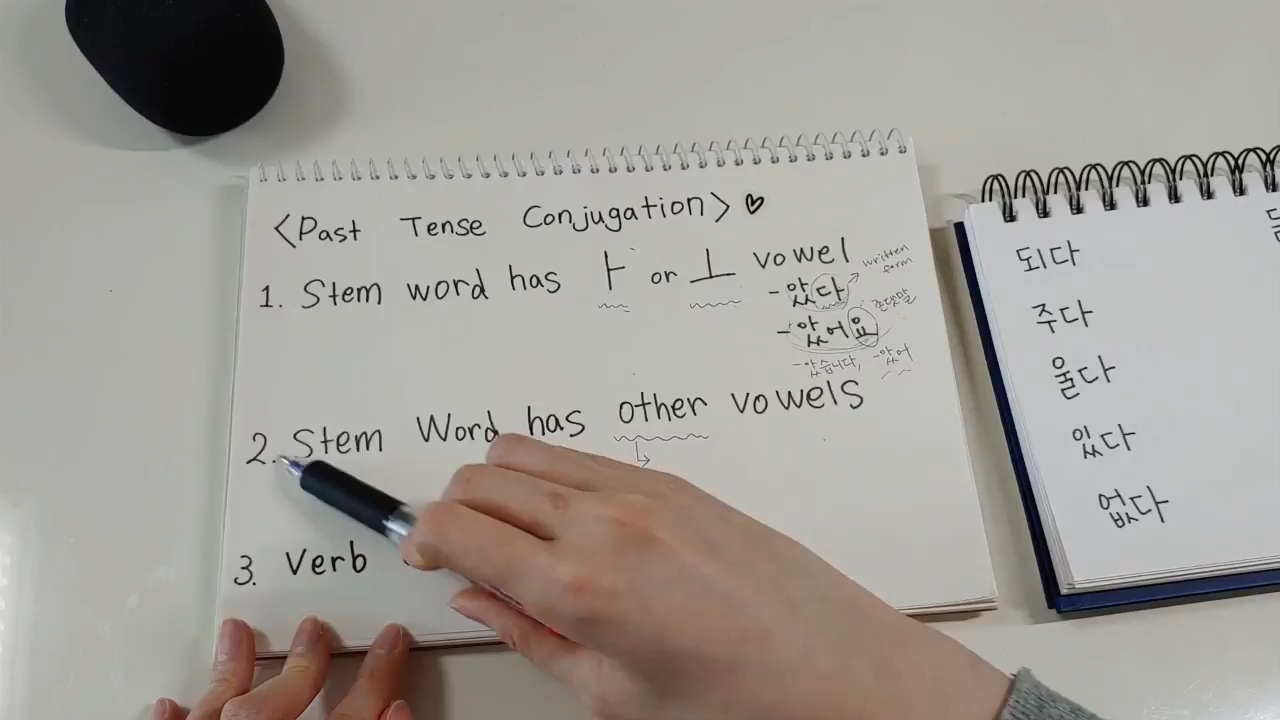 <Past Tense Conjugation> ♡
1. Stem word has ㅏ or ㅗ vowel
written form
-았다
존댓말
-았어요
-았습니다, -았어
2. Stem Word has other vowels
3. Verb
되다
주다
울다
있다
없다